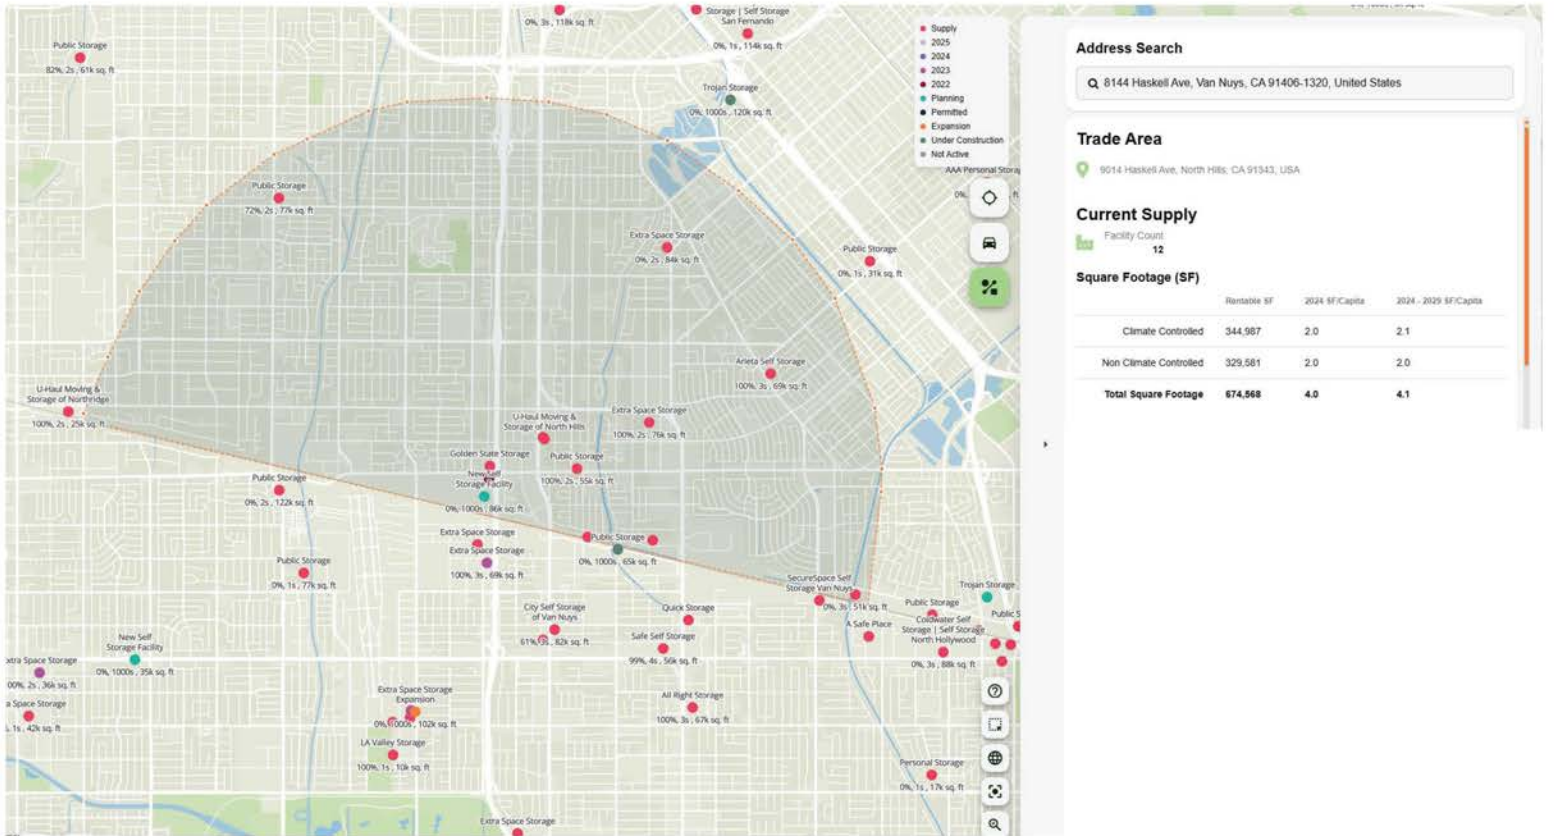 0%, 3s , 118k sq. ft
Storage | Self Storage
San Fernando
0%, 1s , 114k sq. ft
Public Storage
82%, 2s , 61k sq. ft
Trojan Storage
0%, 1000s , 120k sq. ft
Supply
2025
2024
2023
2022
Planning
Permitted
Expansion
Under Construction
Not Active
AAA Personal Storag
0%,
ft
Public Storage
72%, 2s , 77k sq. ft
Extra Space Storage
0%, 2s , 84k sq. ft
Public Storage
0%, 1s , 31k sq. ft
Arleta Self Storage
100%, 3s , 69k sq. ft
U-Haul Moving &
Storage of Northridge
100%, 2s , 25k sq. ft
U-Haul Moving &
Storage of North Hills
Extra Space Storage
100%, 2s , 76k sq. ft
Golden State Storage
New Self
Storage Facility
0%, 1000s , 86k sq. ft
Public Storage
100%, 2s , 55k sq. ft
Public Storage
0%, 2s , 122k sq. ft
Extra Space Storage
Extra Space Storage
100%, 3s , 69k sq. ft
Public Storage
0%, 1000s , 65k sq. ft
Public Storage
0%, 1s , 77k sq. ft
SecureSpace Self
Storage Van Nuys
0%, 3s , 51k sq. ft
Trojan Storage
Public Storage
Public S
City Self Storage
of Van Nuys
61%, 3s , 82k sq. ft
Quick Storage
A Safe Place
Coldwater Self
Storage | Self Storage
North Hollywood
0%, 3s , 88k sq. ft
Safe Self Storage
99%, 4s , 56k sq. ft
New Self
Storage Facility
0%, 1000s , 35k sq. ft
xtra Space Storage
00%, 2s , 36k sq. ft
a Space Storage
1s , 42k sq. ft
Extra Space Storage
Expansion
0%, 1000s , 102k sq. ft
All Right Storage
100%, 3s , 67k sq. ft
LA Valley Storage
100%, 1s , 10k sq. ft
Personal Storage
0%, 1s , 17k sq. ft
Extra Space Storage
Address Search
8144 Haskell Ave, Van Nuys, CA 91406-1320, United States
Trade Area
9014 Haskell Ave, North Hills, CA 91343, USA
Current Supply
Facility Count
12
Square Footage (SF)
Rentable SF 2024 SF/Capita 2024 - 2029 SF/Capita
Climate Controlled 344,987 2.0 2.1
Non Climate Controlled 329,581 2.0 2.0
Total Square Footage 674,568 4.0 4.1